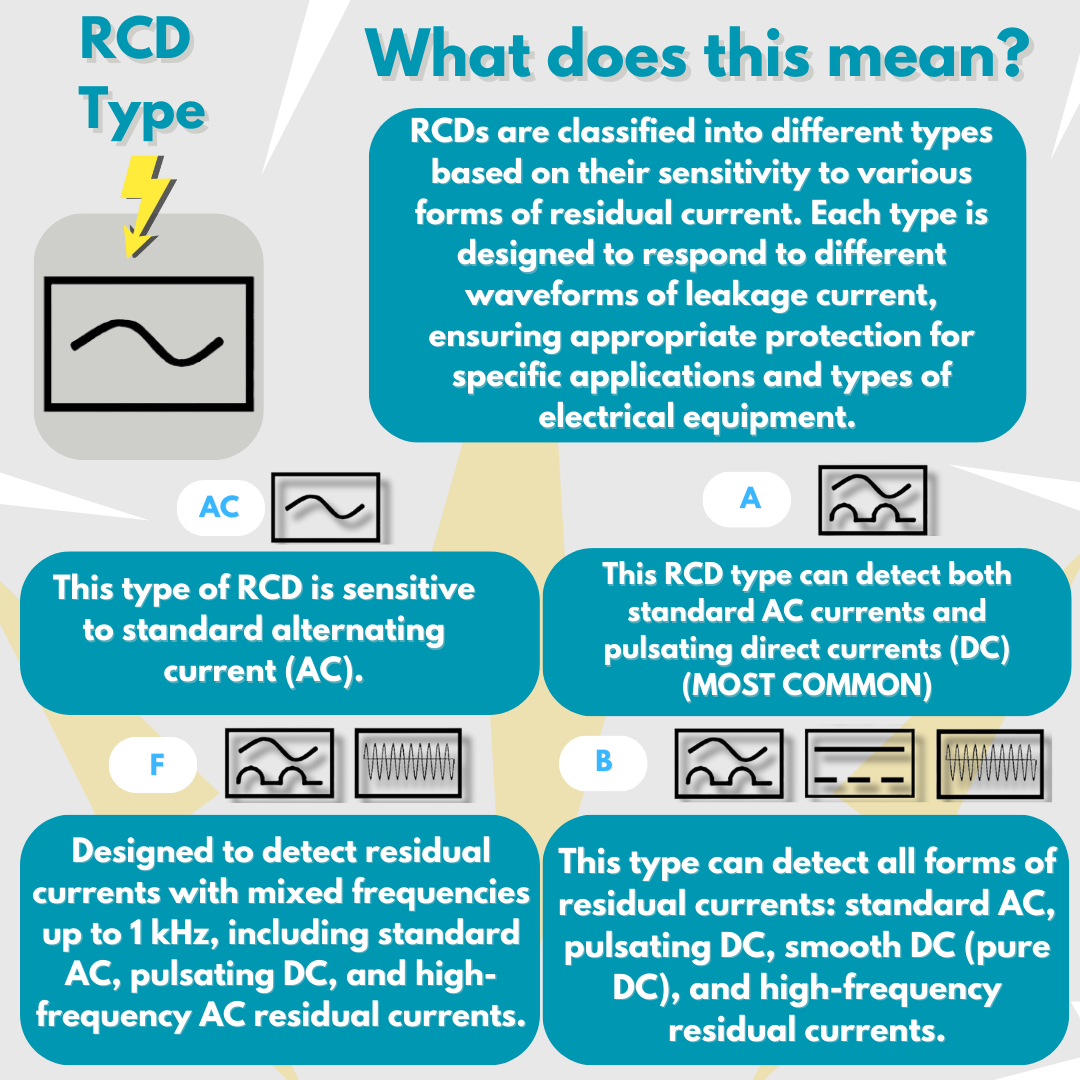 RCD
Type
What does this mean?
RCDs are classified into different types
based on their sensitivity to various
forms of residual current. Each type is
designed to respond to different
waveforms of leakage current,
ensuring appropriate protection for
specific applications and types of
electrical equipment.
AC
This type of RCD is sensitive
to standard alternating
current (AC).
A
This RCD type can detect both
standard AC currents and
pulsating direct currents (DC)
(MOST COMMON)
F
Designed to detect residual
currents with mixed frequencies
up to 1 kHz, including standard
AC, pulsating DC, and high-
frequency AC residual currents.
B
This type can detect all forms of
residual currents: standard AC,
pulsating DC, smooth DC (pure
DC), and high-frequency
residual currents.